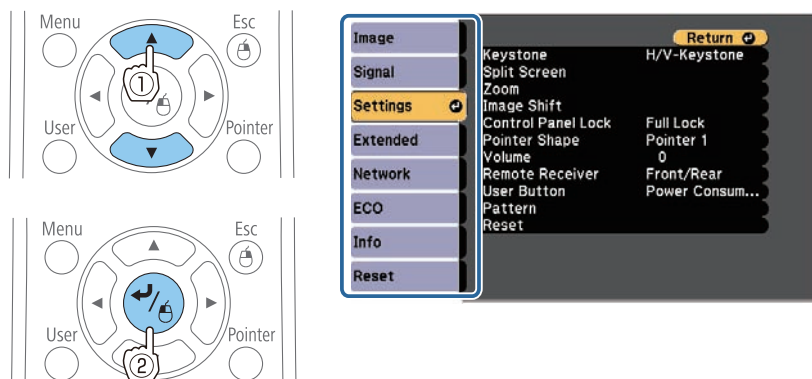 Menu
Esc
①
User
Pointer
Menu
Esc
User
Pointer
②
Image
Signal
Settings
Extended
Network
ECO
Info
Reset
Return
Keystone H/V-Keystone
Split Screen
Zoom
Image Shift
Control Panel Lock Full Lock
Pointer Shape Pointer 1
Volume 0
Remote Receiver Front/Rear
User Button Power Consum...
Pattern
Reset